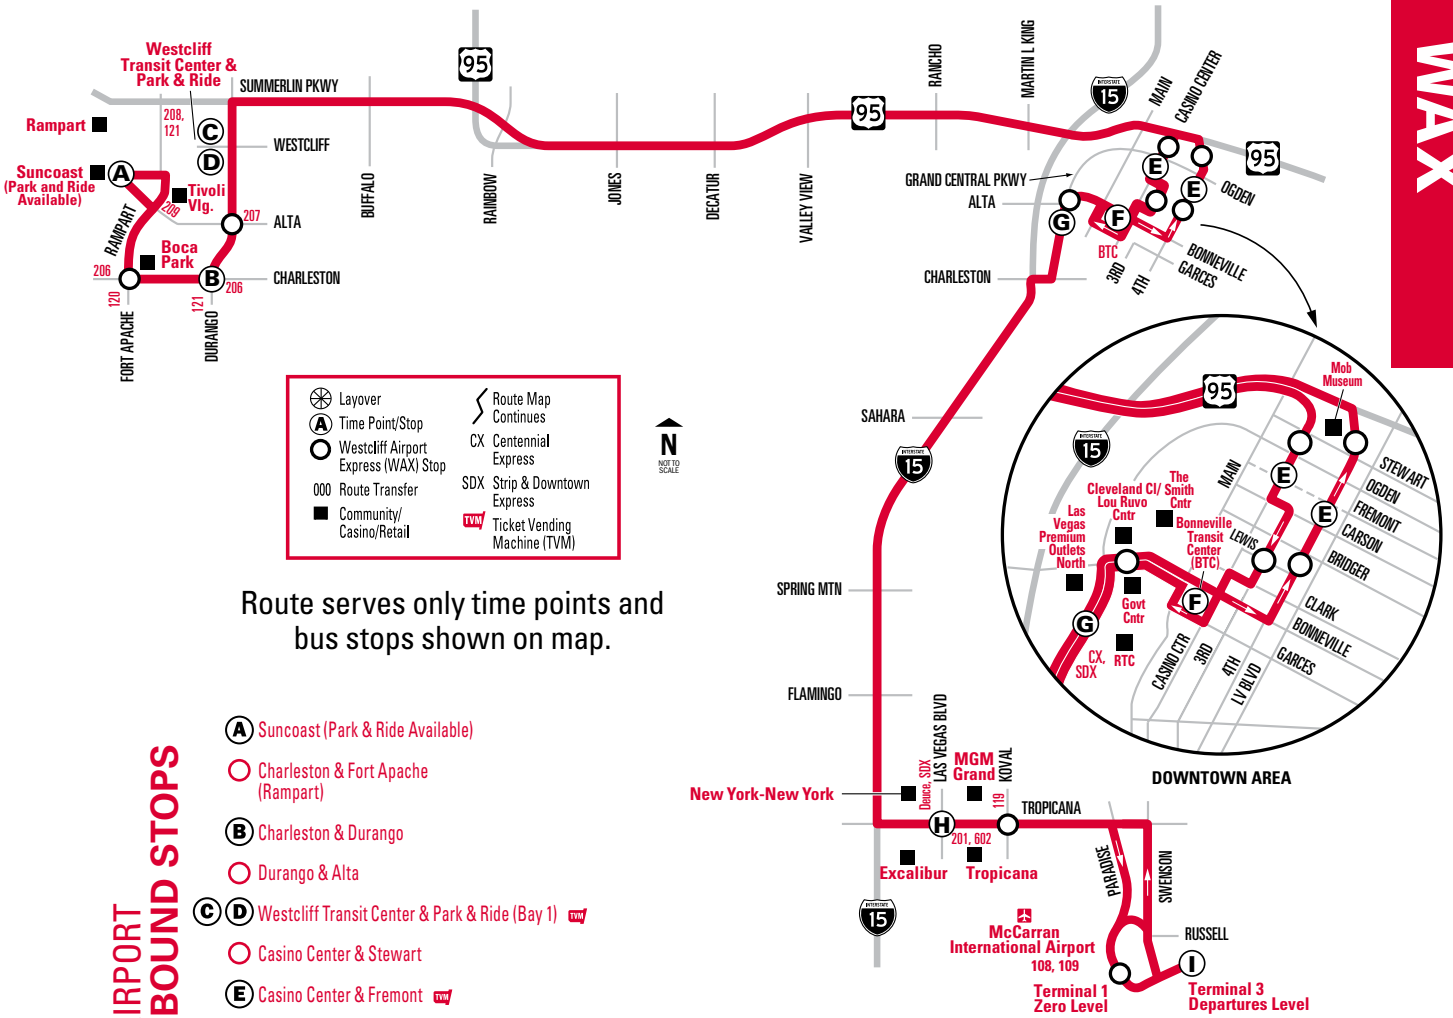 WAX
Westcliff
Transit Center &
Park & Ride
SUMMERLIN PKWY
95
Rampart
208,
121
C
D
WESTCLIFF
Suncoast
(Park and Ride
Available)
A
Tivoli
Vlg.
209
RAMPART
207
ALTA
Boca
Park
206
B
206
CHARLESTON
120
121
FORT APACHE
DURANGO
BUFFALO
RAINBOW
JONES
DECATUR
VALLEY VIEW
95
RANCHO
MARTIN L KING
INTERSTATE
15
MAIN
CASINO CENTER
95
GRAND CENTRAL PKWY
ALTA
E
E
OGDEN
G
F
BTC
BONNEVILLE
GARCES
3RD
4TH
CHARLESTON
SAHARA
INTERSTATE
15
SPRING MTN
FLAMINGO
Layover
A Time Point/Stop
Westcliff Airport
Express (WAX) Stop
000 Route Transfer
Community/
Casino/Retail
Route Map
Continues
CX Centennial
Express
SDX Strip & Downtown
Express
TVM Ticket Vending
Machine (TVM)
N
NOT TO
SCALE
Route serves only time points and
bus stops shown on map.
95
Mob
Museum
INTERSTATE
15
MAIN
E
E
STEWART
OGDEN
FREMONT
CARSON
BRIDGER
CLARK
BONNEVILLE
GARCES
Cleveland Cl/
Lou Ruvo
Cntr
The
Smith
Cntr
Las
Vegas
Premium
Outlets
North
Bonneville
Transit
Center
(BTC)
LEWIS
F
Govt
Cntr
G
CX,
SDX
RTC
CASINO CTR
3RD
4TH
LV BLVD
DOWNTOWN AREA
New York-New York
Deuce, SDX
LAS VEGAS BLVD
MGM
Grand
119
KOVAL
TROPICANA
H
201, 602
Excalibur
Tropicana
INTERSTATE
15
PARADISE
SWENSON
RUSSELL
McCarran
International Airport
108, 109
I
Terminal 1
Zero Level
Terminal 3
Departures Level
IRPORT
BOUND STOPS
A Suncoast (Park & Ride Available)
Charleston & Fort Apache
(Rampart)
B Charleston & Durango
Durango & Alta
C D Westcliff Transit Center & Park & Ride (Bay 1) TVM
Casino Center & Stewart
E Casino Center & Fremont TVM